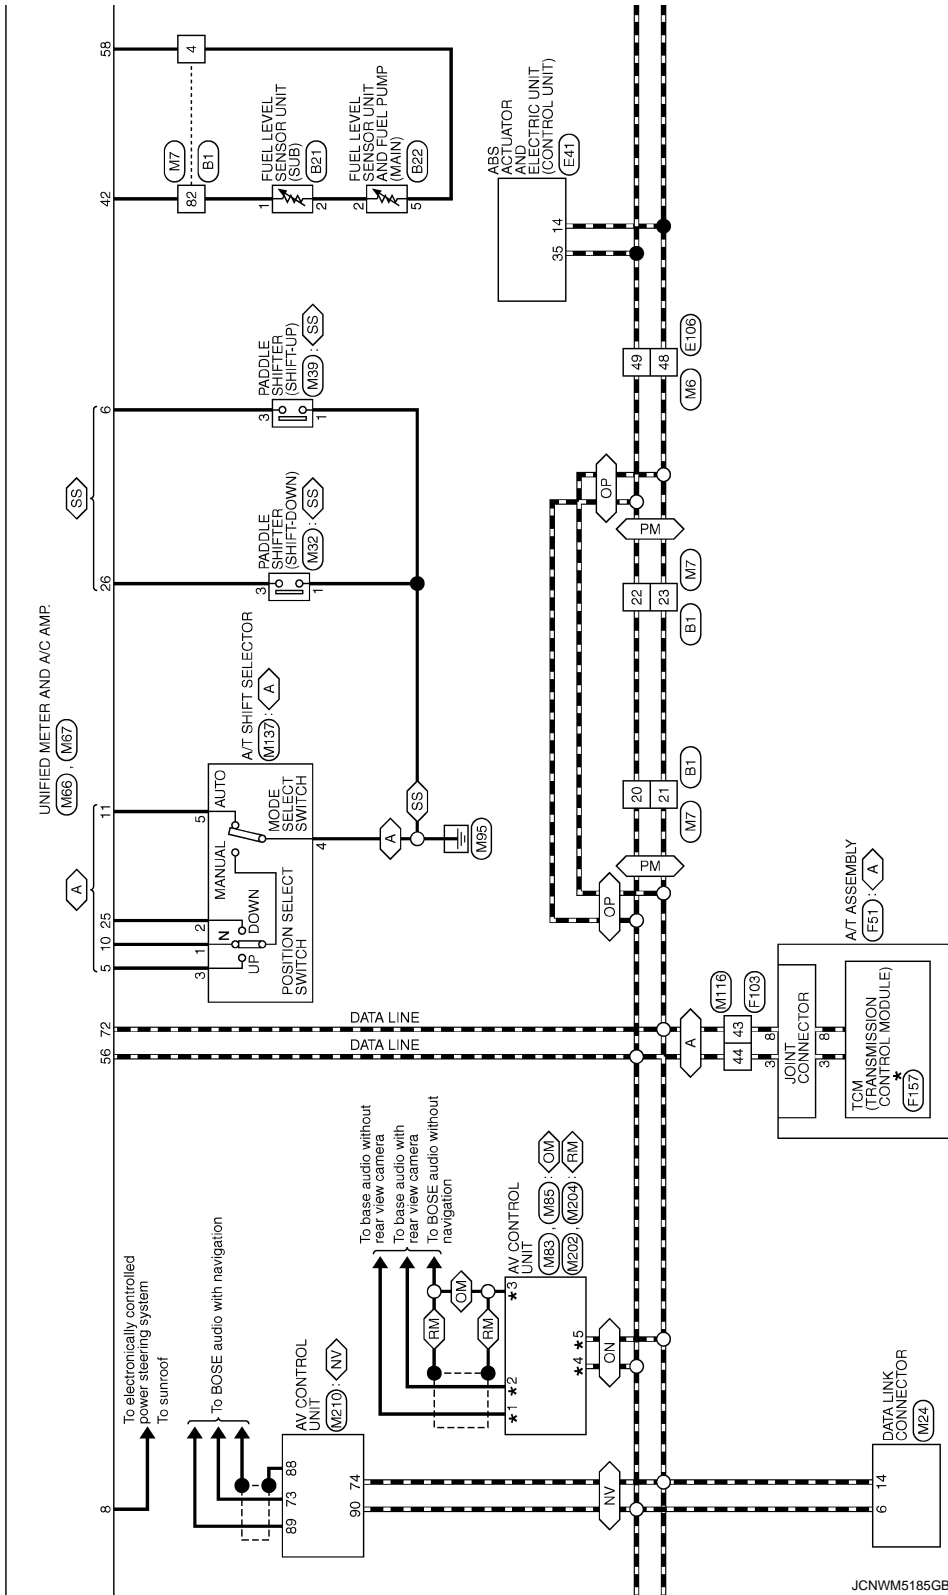 UNIFIED METER AND A/C AMP.
M66 , M67
8
56
72
5
10
25
11
26
6
42
58
A
SS
To electronically controlled
power steering system
To sunroof
To BOSE audio with navigation
AV CONTROL
UNIT
M210 : NV
89
73
88
90
74
NV
To base audio without
rear view camera
To base audio with
rear view camera
To BOSE audio without
navigation
RM
OM
RM
AV CONTROL
UNIT
M83 , M85 : OM
M202 , M204 : RM
*1
*2
*3
*4
*5
ON
DATA LINK
CONNECTOR
M24
6
14
DATA LINE
DATA LINE
A/T SHIFT SELECTOR
M137 : A
3
1
2
5
UP
N
DOWN
MANUAL
AUTO
POSITION SELECT
SWITCH
MODE
SELECT
SWITCH
4
A
SS
M95
PADDLE
SHIFTER
(SHIFT-DOWN)
M32 : SS
3
1
PADDLE
SHIFTER
(SHIFT-UP)
M39 : SS
3
1
M7
B1
82
4
FUEL LEVEL
SENSOR UNIT
(SUB)
B21
1
2
FUEL LEVEL
SENSOR UNIT
AND FUEL PUMP
(MAIN)
B22
2
5
ABS
ACTUATOR
AND
ELECTRIC UNIT
(CONTROL UNIT)
E41
35
14
OP
PM
20
21
M7
B1
22
23
B1
M7
OP
PM
49
48
M6
E106
A
M116
F103
44
43
3
8
JOINT
CONNECTOR
3
8
TCM
(TRANSMISSION
CONTROL MODULE)
*
F157
A/T ASSEMBLY
F51 : A
JCNWM5185GB